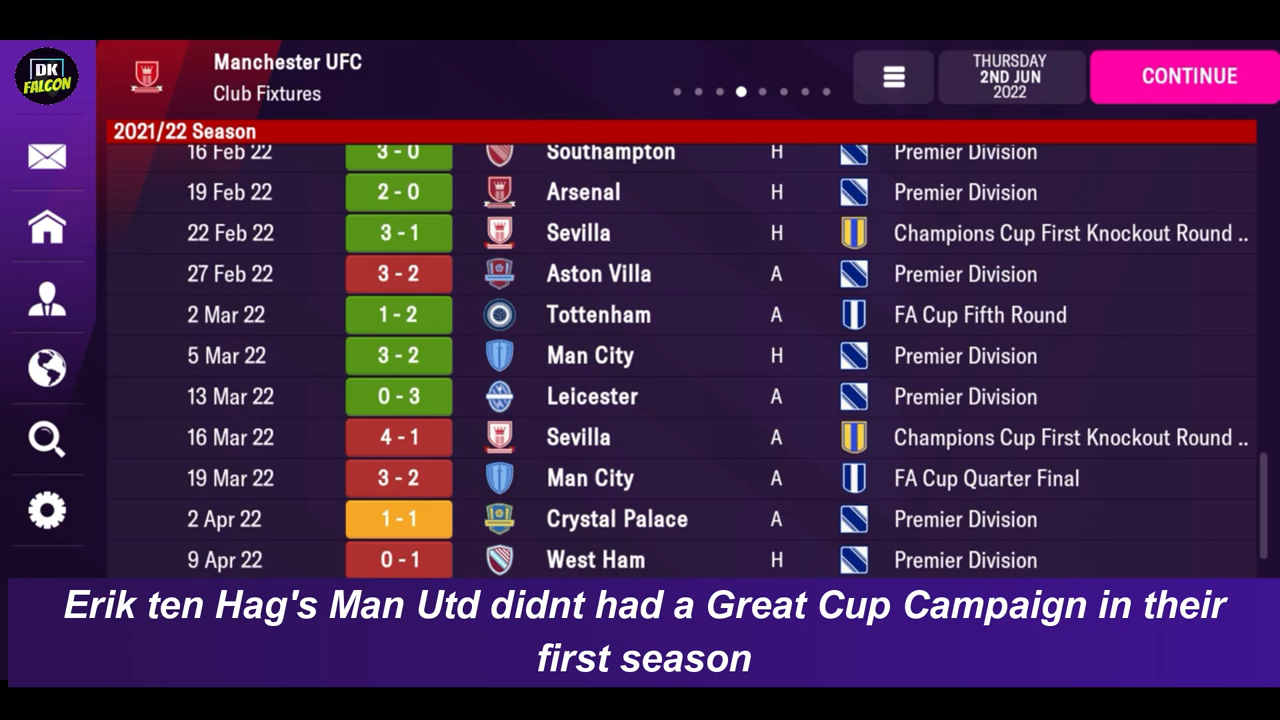 DK
FALCON
Manchester UFC
Club Fixtures
THURSDAY
2ND JUN
2022
CONTINUE
2021/22 Season
16 Feb 22 3 - 0 Southampton H Premier Division
19 Feb 22 2 - 0 Arsenal H Premier Division
22 Feb 22 3 - 1 Sevilla H Champions Cup First Knockout Round ..
27 Feb 22 3 - 2 Aston Villa A Premier Division
2 Mar 22 1 - 2 Tottenham A FA Cup Fifth Round
5 Mar 22 3 - 2 Man City H Premier Division
13 Mar 22 0 - 3 Leicester A Premier Division
16 Mar 22 4 - 1 Sevilla A Champions Cup First Knockout Round ..
19 Mar 22 3 - 2 Man City A FA Cup Quarter Final
2 Apr 22 1 - 1 Crystal Palace A Premier Division
9 Apr 22 0 - 1 West Ham H Premier Division
Erik ten Hag's Man Utd didnt had a Great Cup Campaign in their
first season